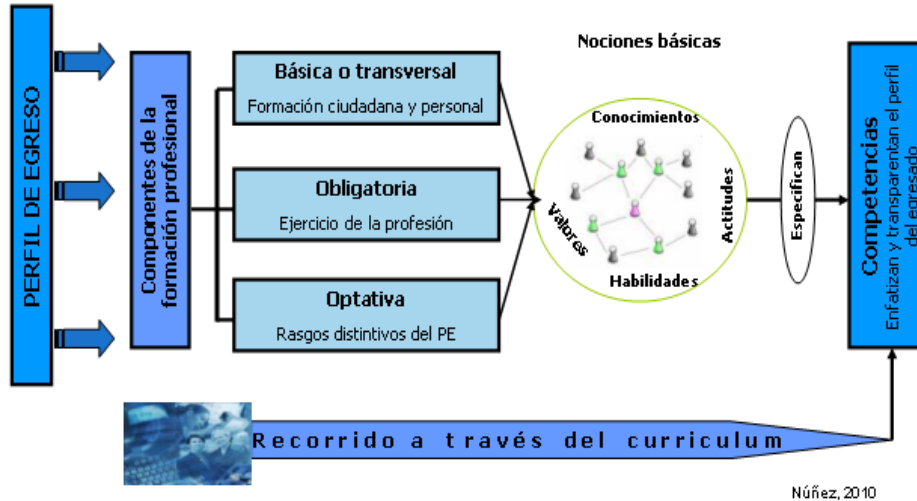 PERFIL DE EGRESO
Componentes de la
formación profesional
Básica o transversal
Formación ciudadana y personal
Obligatoria
Ejercicio de la profesión
Optativa
Rasgos distintivos del PE
Nociones básicas
Conocimientos
Valores
Actitudes
Habilidades
Especifican
Competencias
Enfatizan y transparentan el perfil
del egresado
Recorrido a través del curriculum
Núñez, 2010